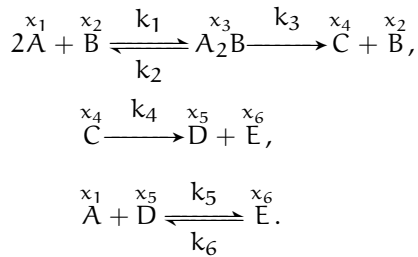 x₁ x₂ k₁ x₃ k₃ x₄ x₂
2A + B ⇌ A₂B ⟶ C + B,
k₂
x₄ k₄ x₅ x₆
C ⟶ D + E,
x₁ x₅ k₅ x₆
A + D ⇌ E.
k₆